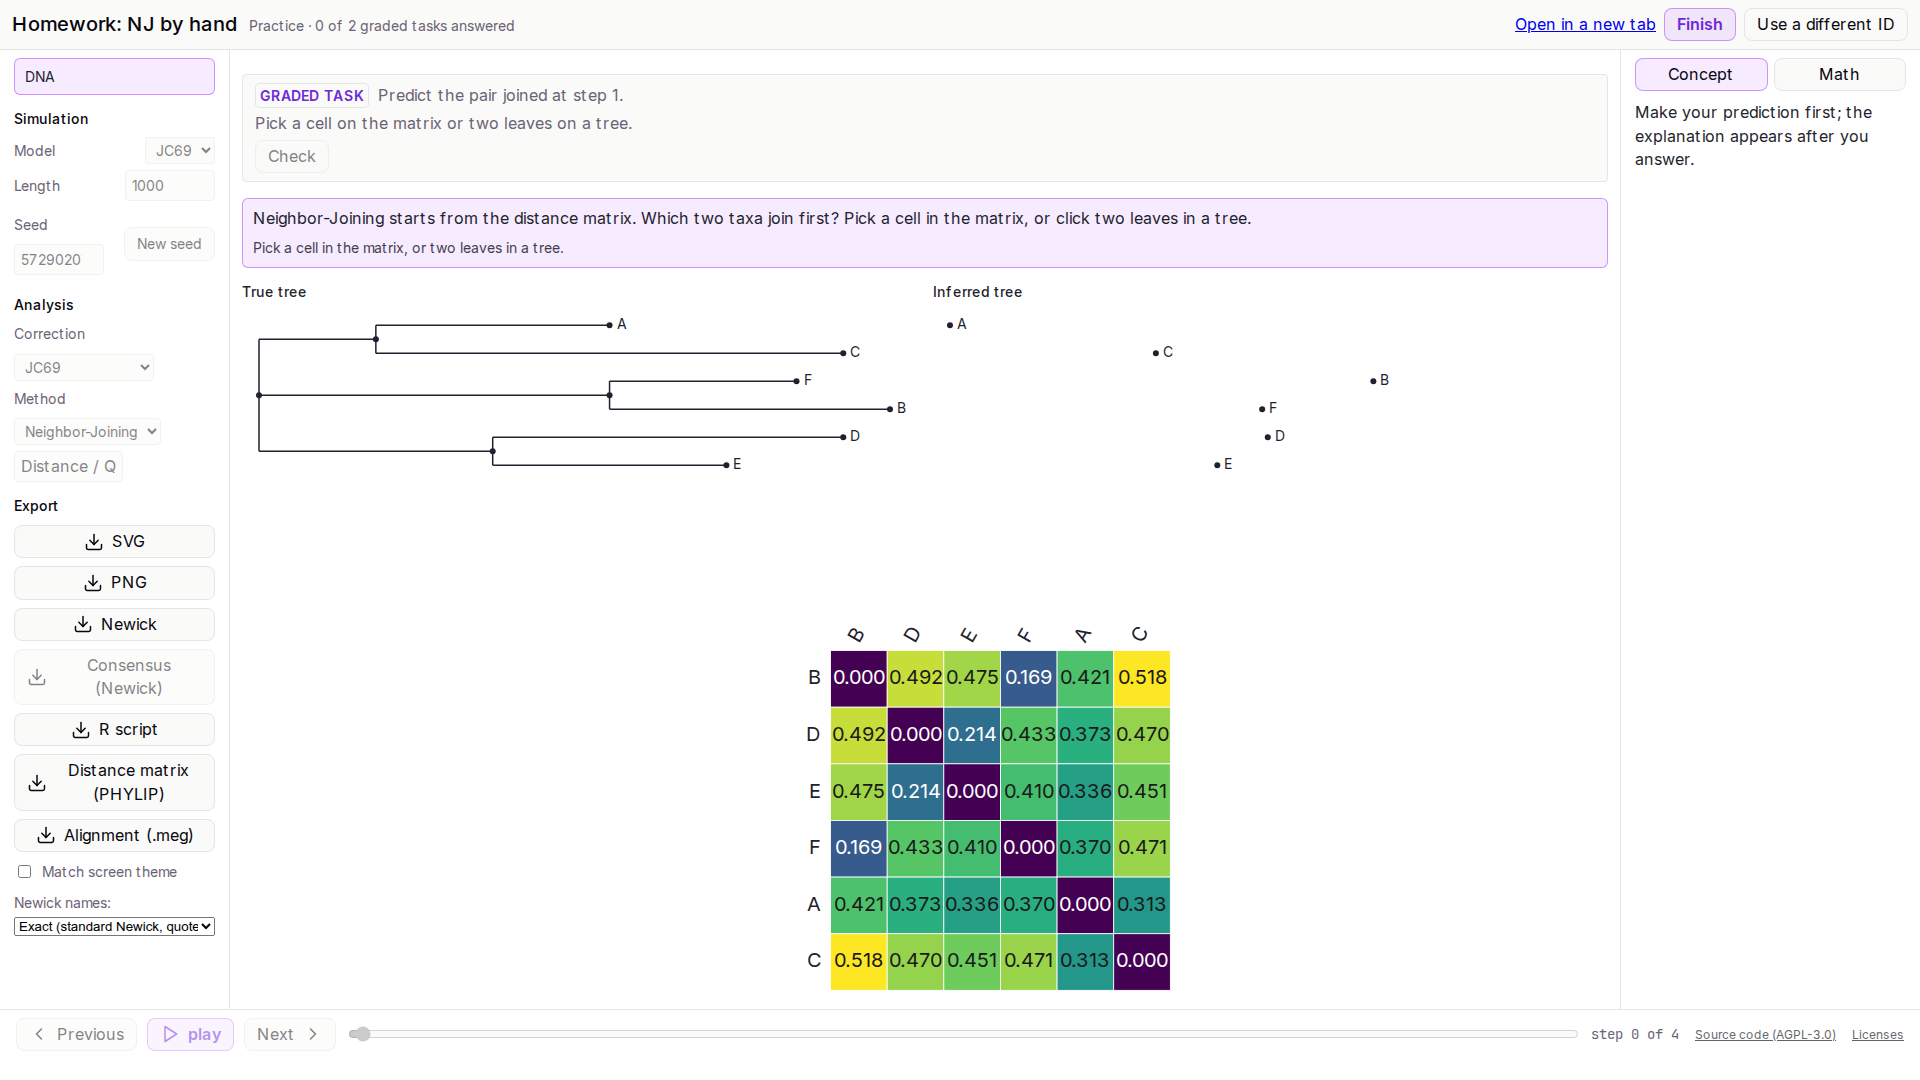 Homework: NJ by hand Practice · 0 of 2 graded tasks answered Open in a new tab Finish Use a different ID
DNA
Simulation
Model JC69
Length 1000
Seed
5729020 New seed
Analysis
Correction
JC69
Method
Neighbor-Joining
Distance / Q
Export
SVG
PNG
Newick
Consensus
(Newick)
R script
Distance matrix
(PHYLIP)
Alignment (.meg)
Match screen theme
Newick names:
Exact (standard Newick, quote
GRADED TASK Predict the pair joined at step 1.
Pick a cell on the matrix or two leaves on a tree.
Check
Neighbor-Joining starts from the distance matrix. Which two taxa join first? Pick a cell in the matrix, or click two leaves in a tree.
Pick a cell in the matrix, or two leaves in a tree.
True tree
A
C
F
B
D
E
Inferred tree
A
C
B
F
D
E
B D E F A C
B 0.000 0.492 0.475 0.169 0.421 0.518
D 0.492 0.000 0.214 0.433 0.373 0.470
E 0.475 0.214 0.000 0.410 0.336 0.451
F 0.169 0.433 0.410 0.000 0.370 0.471
A 0.421 0.373 0.336 0.370 0.000 0.313
C 0.518 0.470 0.451 0.471 0.313 0.000
Concept Math
Make your prediction first; the
explanation appears after you
answer.
Previous play Next step 0 of 4 Source code (AGPL-3.0) Licenses